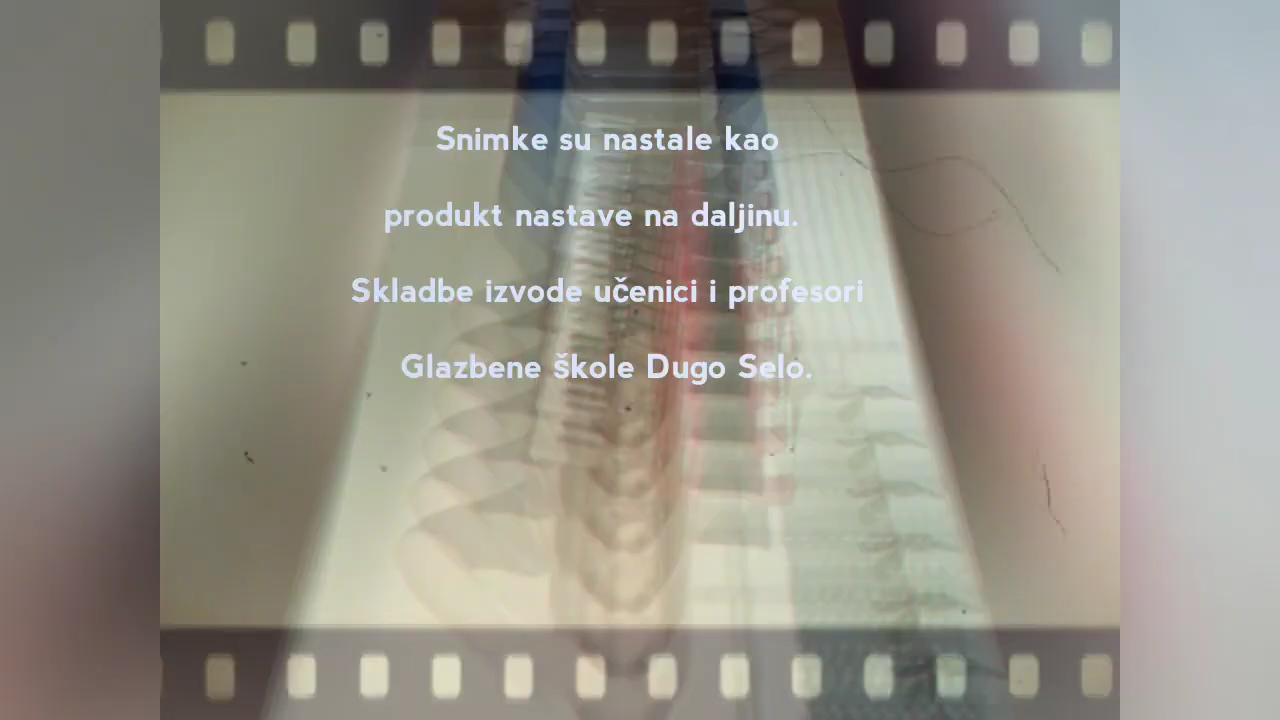 Snimke su nastale kao
produkt nastave na daljinu.
Skladbe izvode učenici i profesori
Glazbene škole Dugo Selo.